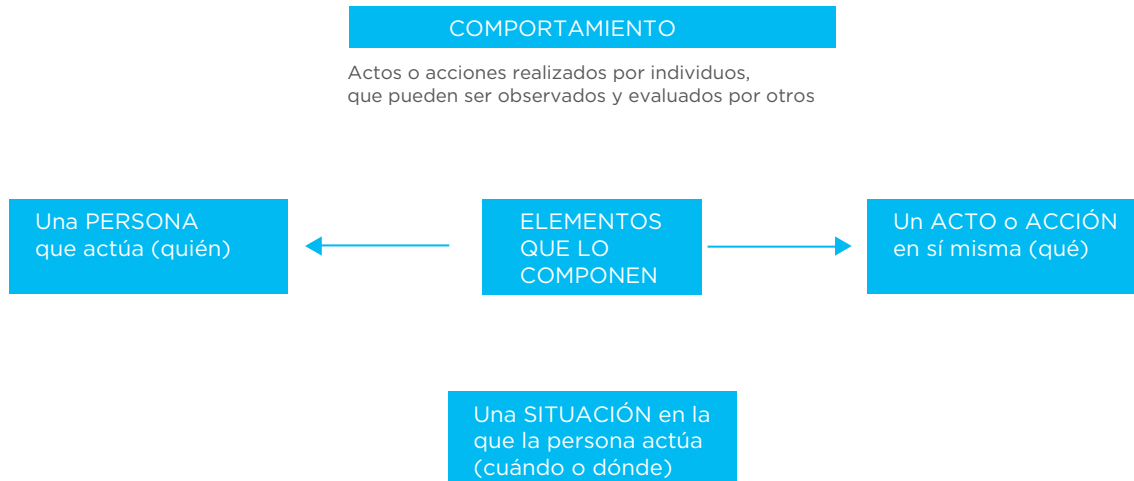 COMPORTAMIENTO
Actos o acciones realizados por individuos,
que pueden ser observados y evaluados por otros
Una PERSONA
que actúa (quién)
ELEMENTOS
QUE LO
COMPONEN
Un ACTO o ACCIÓN
en sí misma (qué)
Una SITUACIÓN en la
que la persona actúa
(cuándo o dónde)